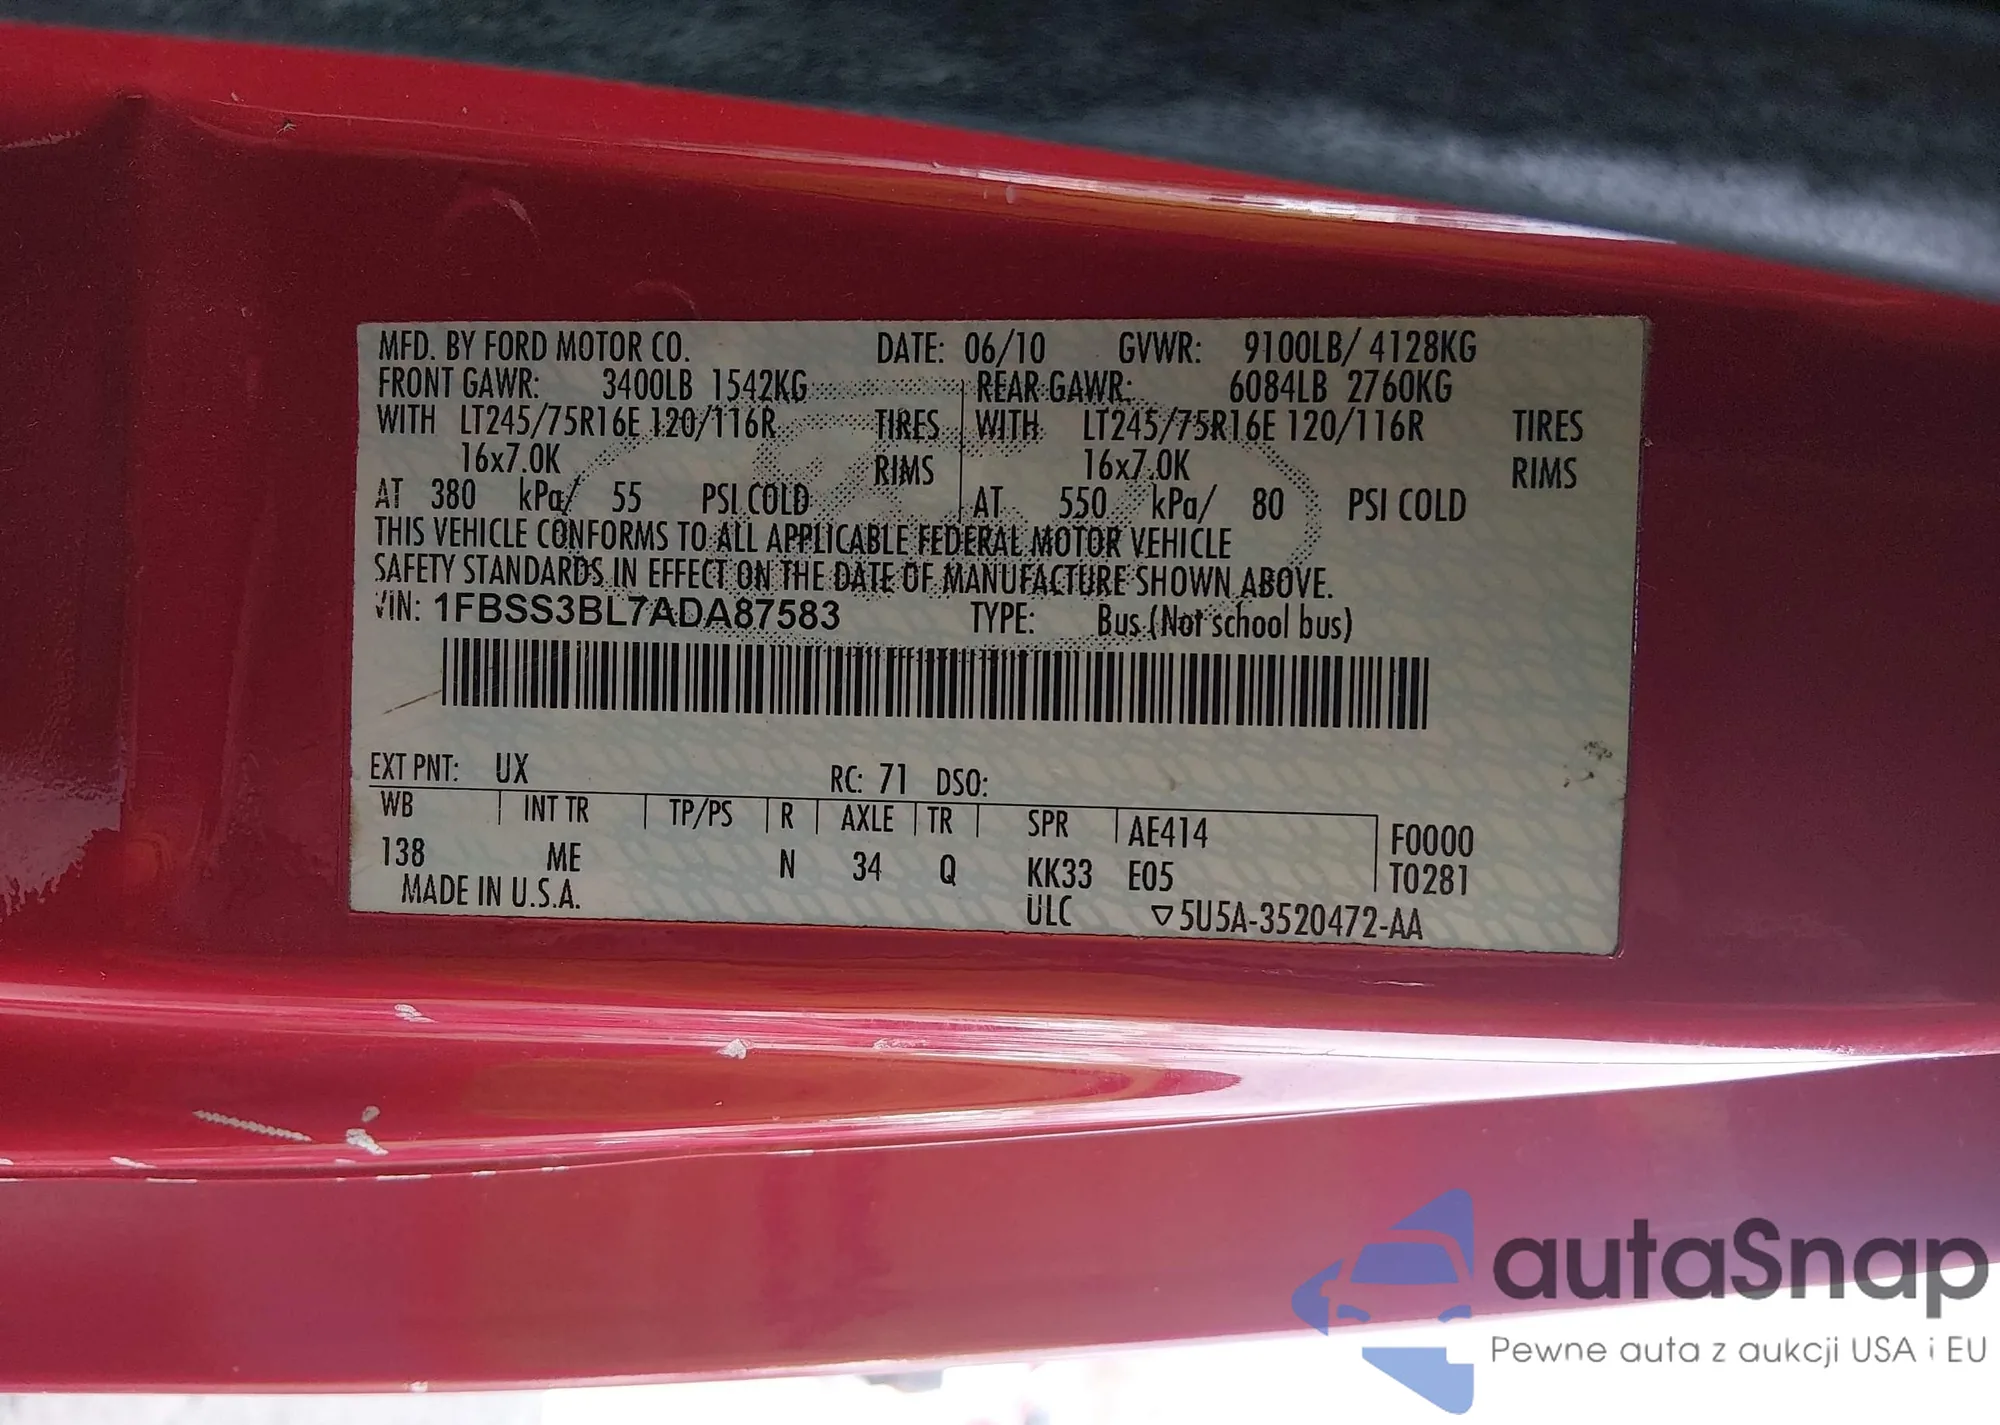 MFD. BY FORD MOTOR CO. DATE: 06/10 GVWR: 9100LB/ 4128KG
FRONT GAWR: 3400LB 1542KG REAR GAWR: 6084LB 2760KG
WITH LT245/75R16E 120/116R TIRES WITH LT245/75R16E 120/116R TIRES
16x7.0K RIMS 16x7.0K RIMS
AT 380 kPa/ 55 PSI COLD AT 550 kPa/ 80 PSI COLD
THIS VEHICLE CONFORMS TO ALL APPLICABLE FEDERAL MOTOR VEHICLE
SAFETY STANDARDS IN EFFECT ON THE DATE OF MANUFACTURE SHOWN ABOVE.
VIN: 1FBSS3BL7ADA87583 TYPE: Bus (Not school bus)
EXT PNT: UX RC: 71 DSO:
WB INT TR TP/PS R AXLE TR SPR AE414 F0000
138 ME N 34 Q KK33 E05 T0281
MADE IN U.S.A. ULC ▽5U5A-3520472-AA
autaSnap
Pewne auta z aukcji USA i EU